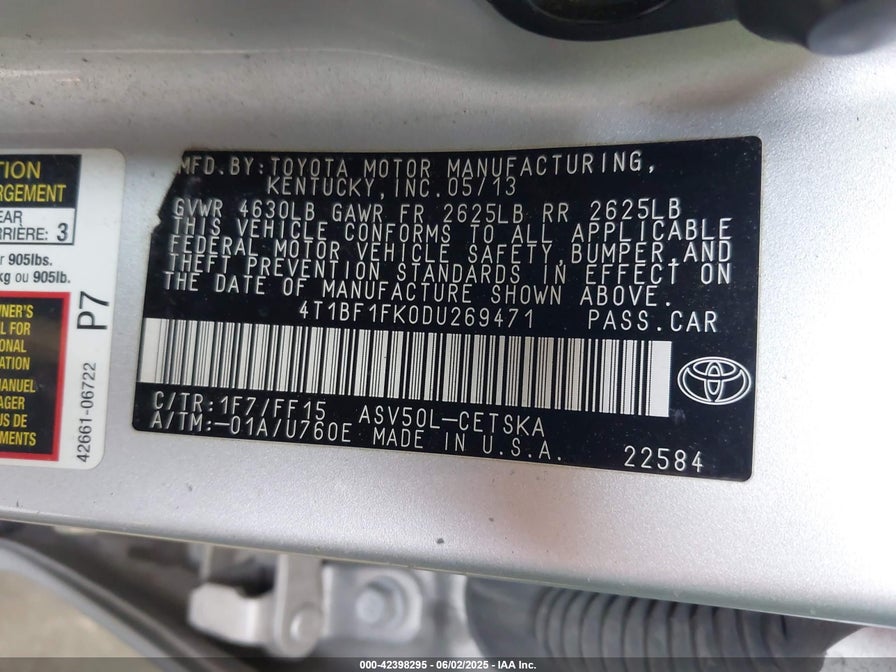 TION
RGEMENT
EAR
RRIÈRE: 3
r 905lbs.
kg ou 905lb.
WNER'S
L FOR
ONAL
ATION
MANUEL
AGER
US DE
MENTS
P7
42661-06722
MFD. BY: TOYOTA MOTOR MANUFACTURING,
KENTUCKY, INC. 05/13
GVWR 4630LB GAWR FR 2625LB RR 2625LB
THIS VEHICLE CONFORMS TO ALL APPLICABLE
FEDERAL MOTOR VEHICLE SAFETY, BUMPER, AND
THEFT PREVENTION STANDARDS IN EFFECT ON
THE DATE OF MANUFACTURE SHOWN ABOVE.
4T1BF1FK0DU269471 PASS. CAR
C/TR: 1F7/FF15 ASV50L-CETSKA
A/TM:-01A/U760E MADE IN U.S.A.
22584
000-42398295 - 06/02/2025 - IAA Inc.